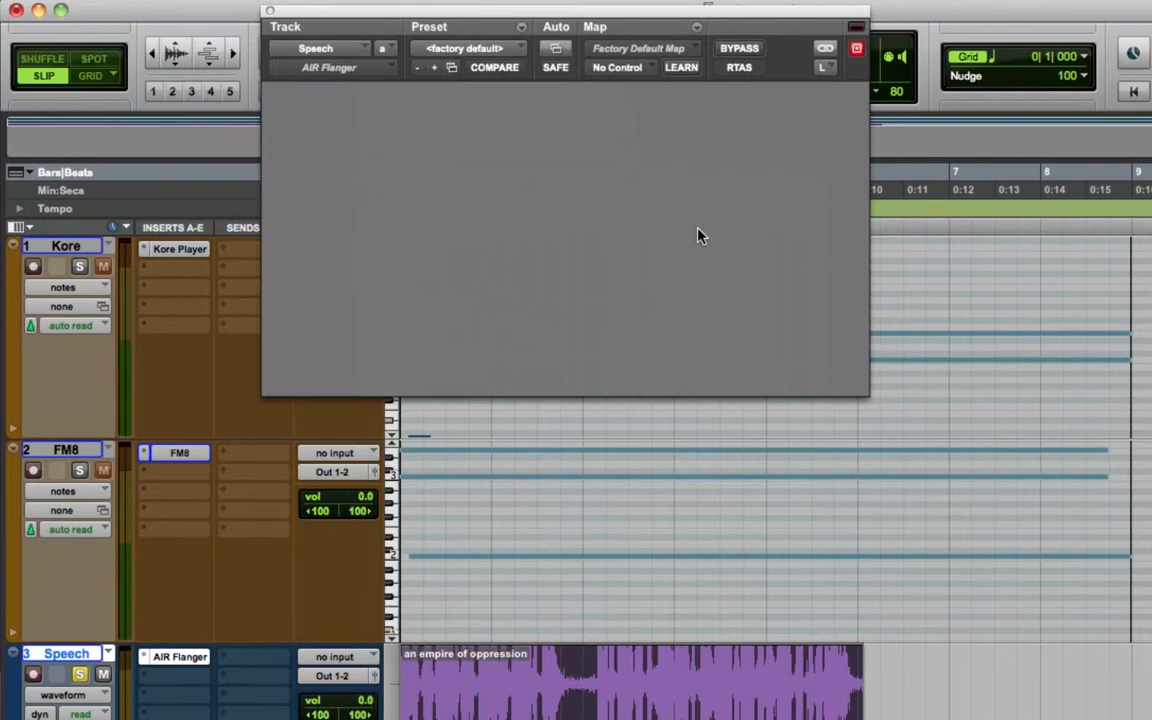 Track Preset Auto Map
Speech a <factory default> Factory Default Map BYPASS
AIR Flanger - + COMPARE SAFE No Control LEARN RTAS L
SHUFFLE SPOT
SLIP GRID
1 2 3 4 5
80
Grid 0| 1| 000
Nudge 100
Bars|Beats 7 8 9
Min:Secs 10 0:11 0:12 0:13 0:14 0:15
Tempo
INSERTS A-E SENDS
1 Kore Kore Player
S M
notes
none
auto read
2 FM8 FM8 no input
S M Out 1-2
notes vol 0.0
none 100 100
auto read
3
2
3 Speech AIR Flanger no input an empire of oppression
S M Out 1-2
waveform vol 0.0
dyn read 100 100